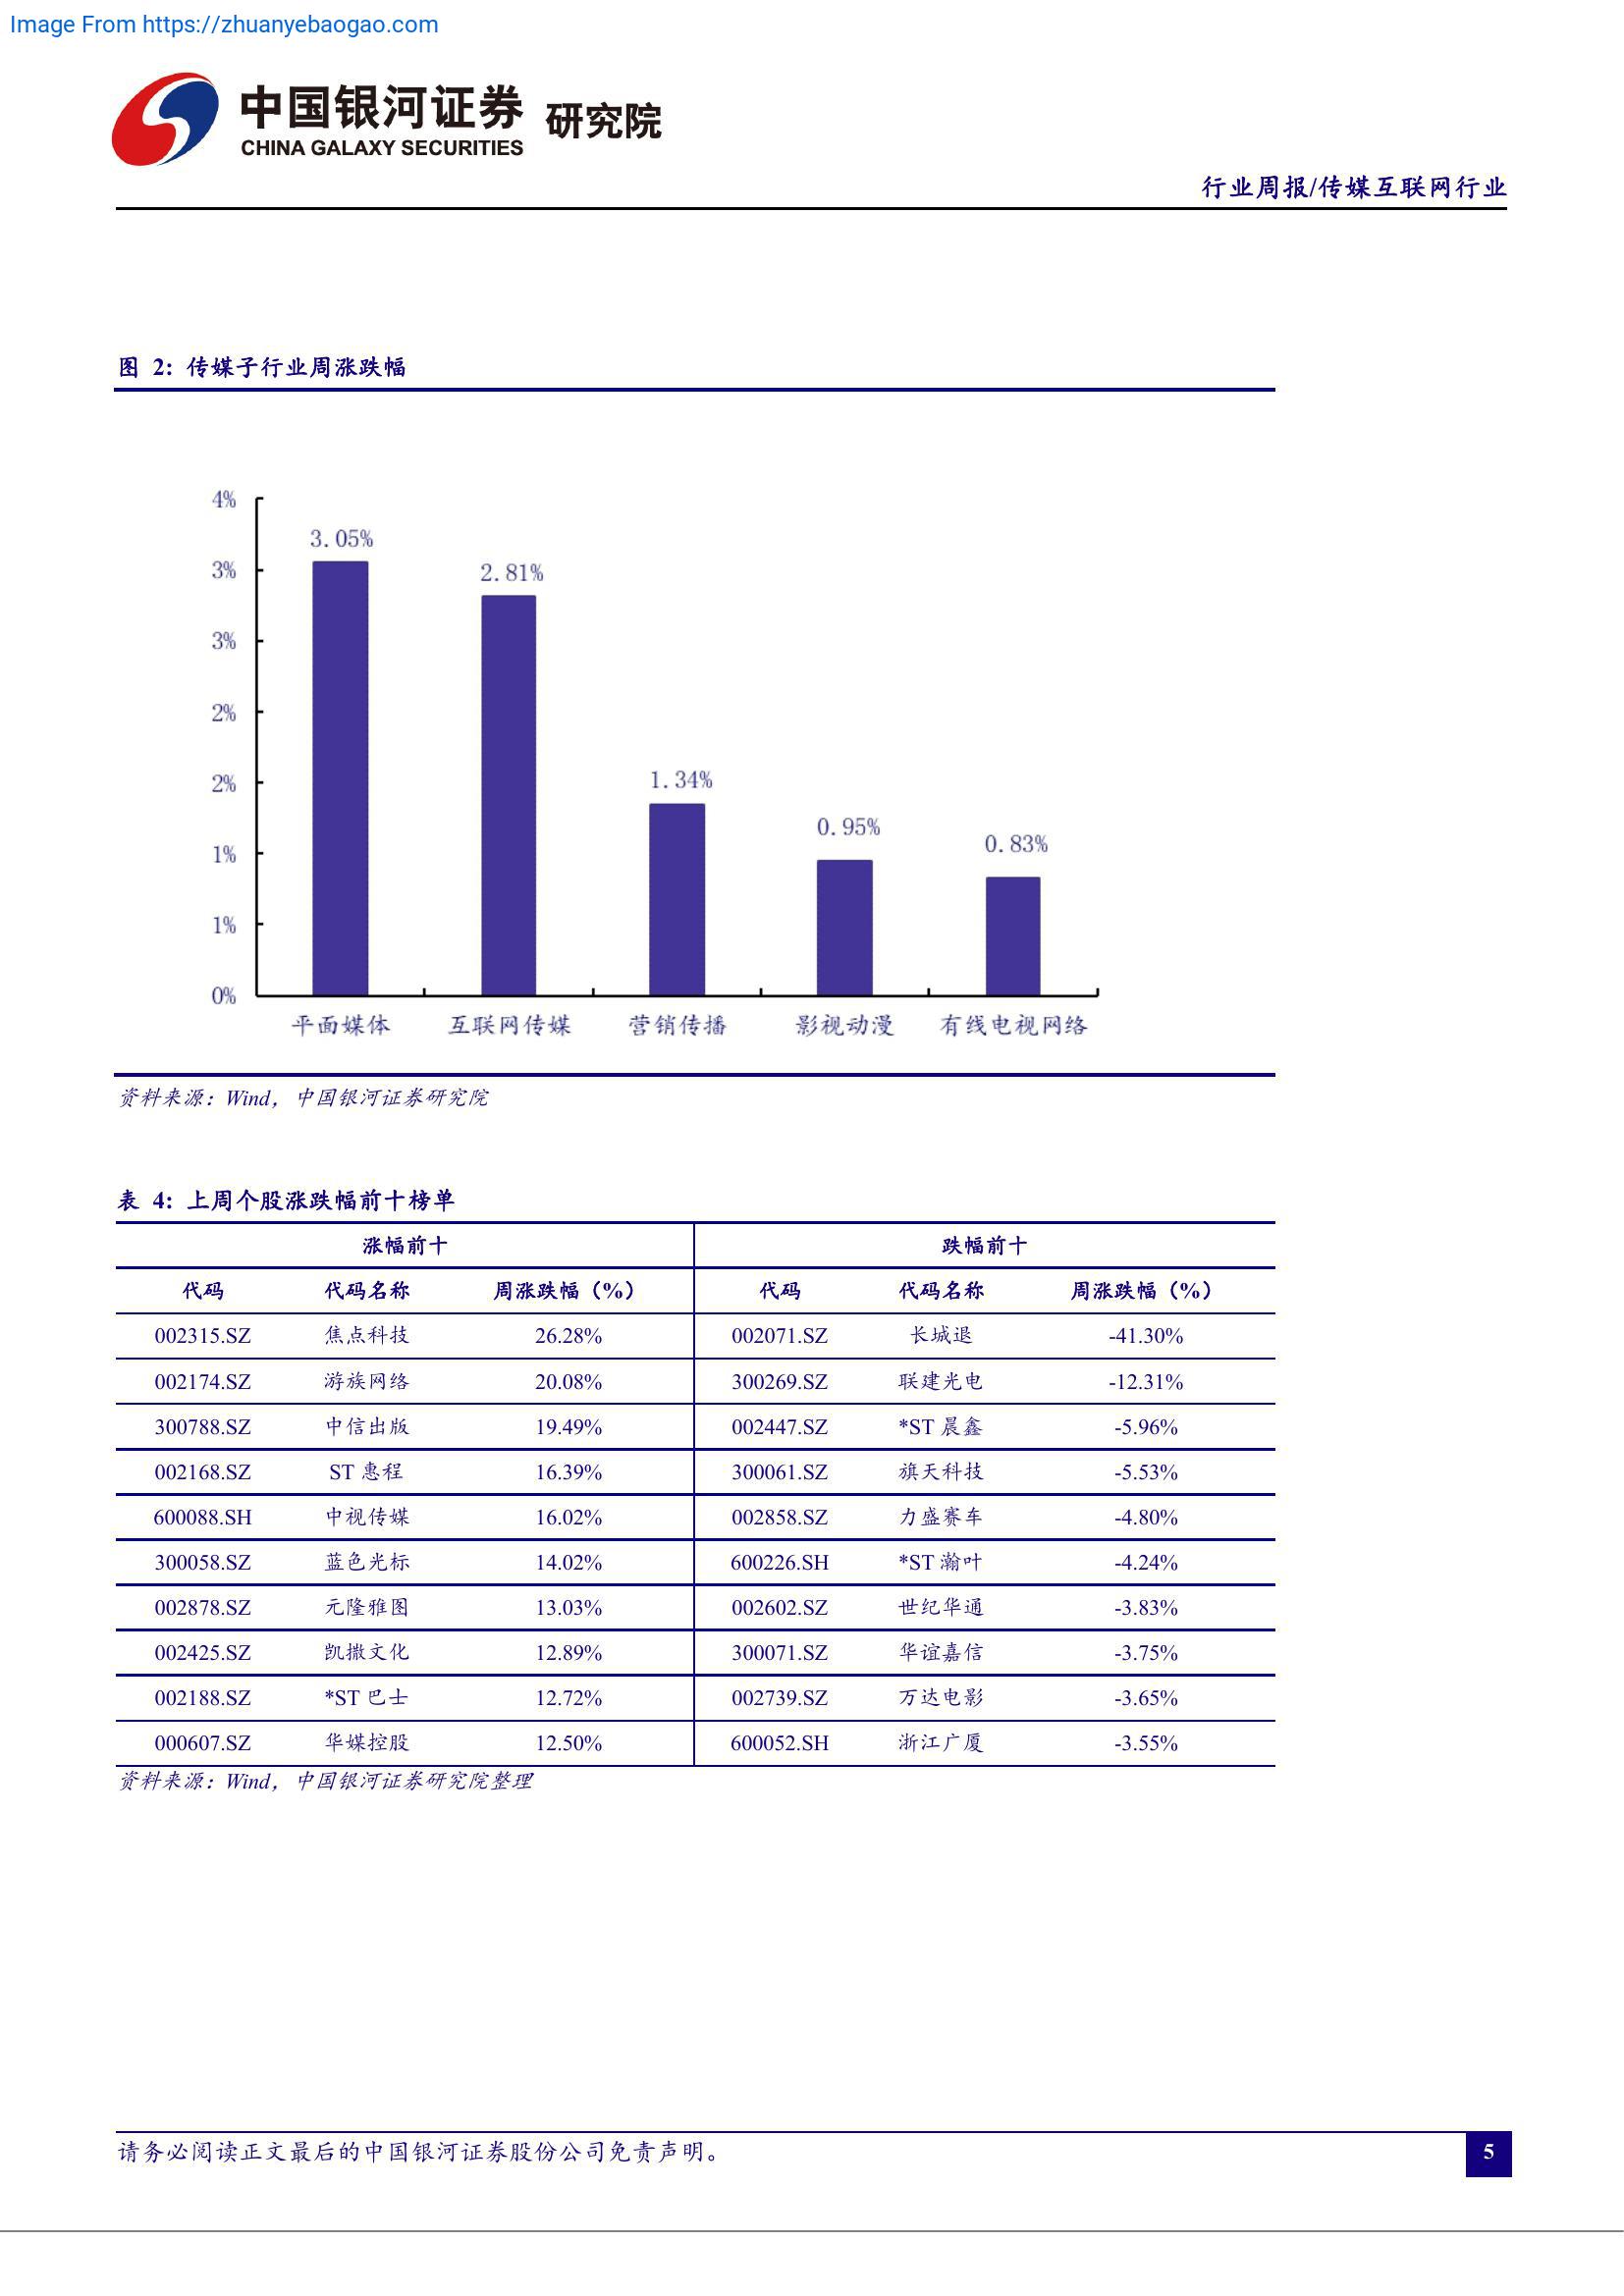 Image From https://zhuanyebaogao.com
中国银河证券 研究院
CHINA GALAXY SECURITIES
行业周报/传媒互联网行业
图 2: 传媒子行业周涨跌幅
4%
3%
3%
2%
2%
1%
1%
0%
3.05%
2.81%
1.34%
0.95%
0.83%
平面媒体 互联网传媒 营销传播 影视动漫 有线电视网络
资料来源：Wind，中国银河证券研究院
表 4: 上周个股涨跌幅前十榜单
涨幅前十 跌幅前十
代码 代码名称 周涨跌幅（%） 代码 代码名称 周涨跌幅（%）
002315.SZ 焦点科技 26.28% 002071.SZ 长城退 -41.30%
002174.SZ 游族网络 20.08% 300269.SZ 联建光电 -12.31%
300788.SZ 中信出版 19.49% 002447.SZ *ST 晨鑫 -5.96%
002168.SZ ST 惠程 16.39% 300061.SZ 旗天科技 -5.53%
600088.SH 中视传媒 16.02% 002858.SZ 力盛赛车 -4.80%
300058.SZ 蓝色光标 14.02% 600226.SH *ST 瀚叶 -4.24%
002878.SZ 元隆雅图 13.03% 002602.SZ 世纪华通 -3.83%
002425.SZ 凯撒文化 12.89% 300071.SZ 华谊嘉信 -3.75%
002188.SZ *ST 巴士 12.72% 002739.SZ 万达电影 -3.65%
000607.SZ 华媒控股 12.50% 600052.SH 浙江广厦 -3.55%
资料来源：Wind，中国银河证券研究院整理
请务必阅读正文最后的中国银河证券股份公司免责声明。
5